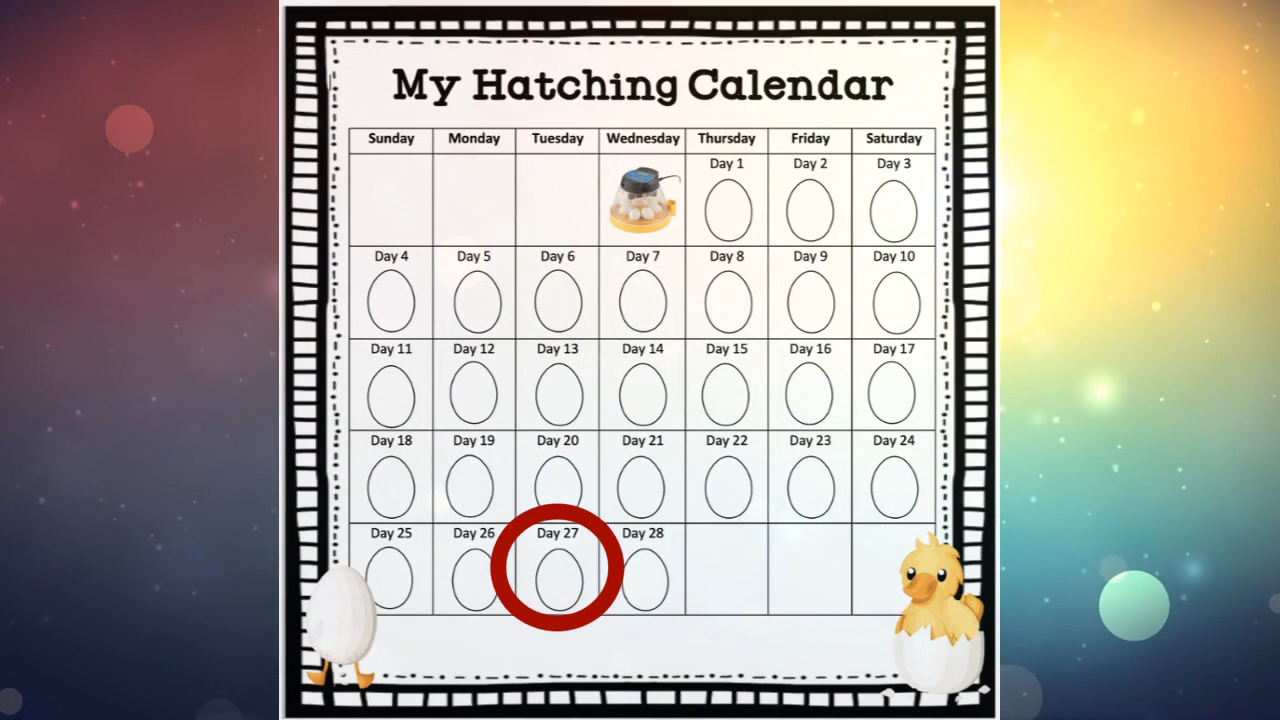 My Hatching Calendar
Sunday Monday Tuesday Wednesday Thursday Friday Saturday
Day 1 Day 2 Day 3
Day 4 Day 5 Day 6 Day 7 Day 8 Day 9 Day 10
Day 11 Day 12 Day 13 Day 14 Day 15 Day 16 Day 17
Day 18 Day 19 Day 20 Day 21 Day 22 Day 23 Day 24
Day 25 Day 26 Day 27 Day 28